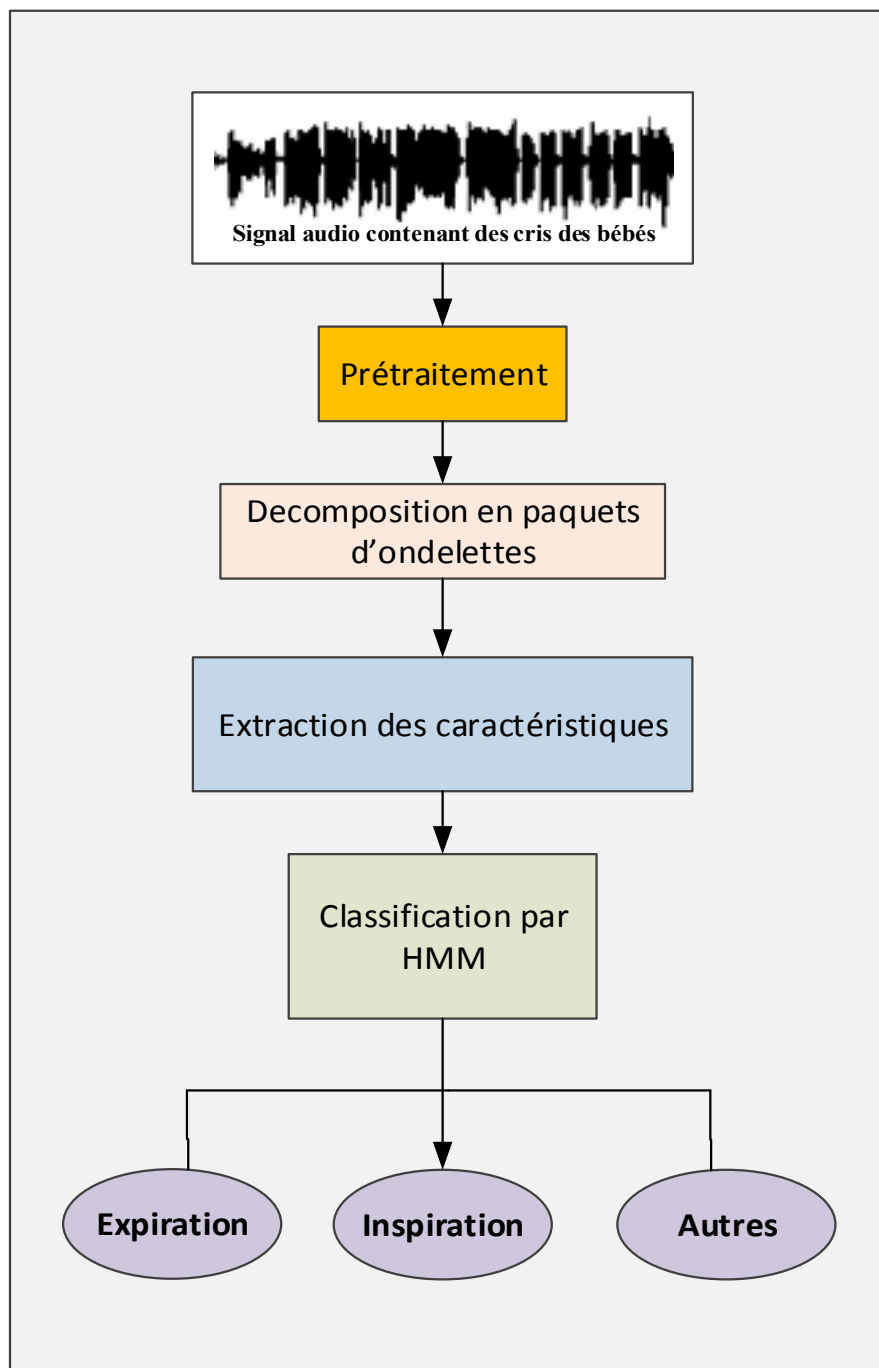 Signal audio contenant des cris des bébés
Prétraitement
Decomposition en paquets
d’ondelettes
Extraction des caractéristiques
Classification par
HMM
Expiration
Inspiration
Autres